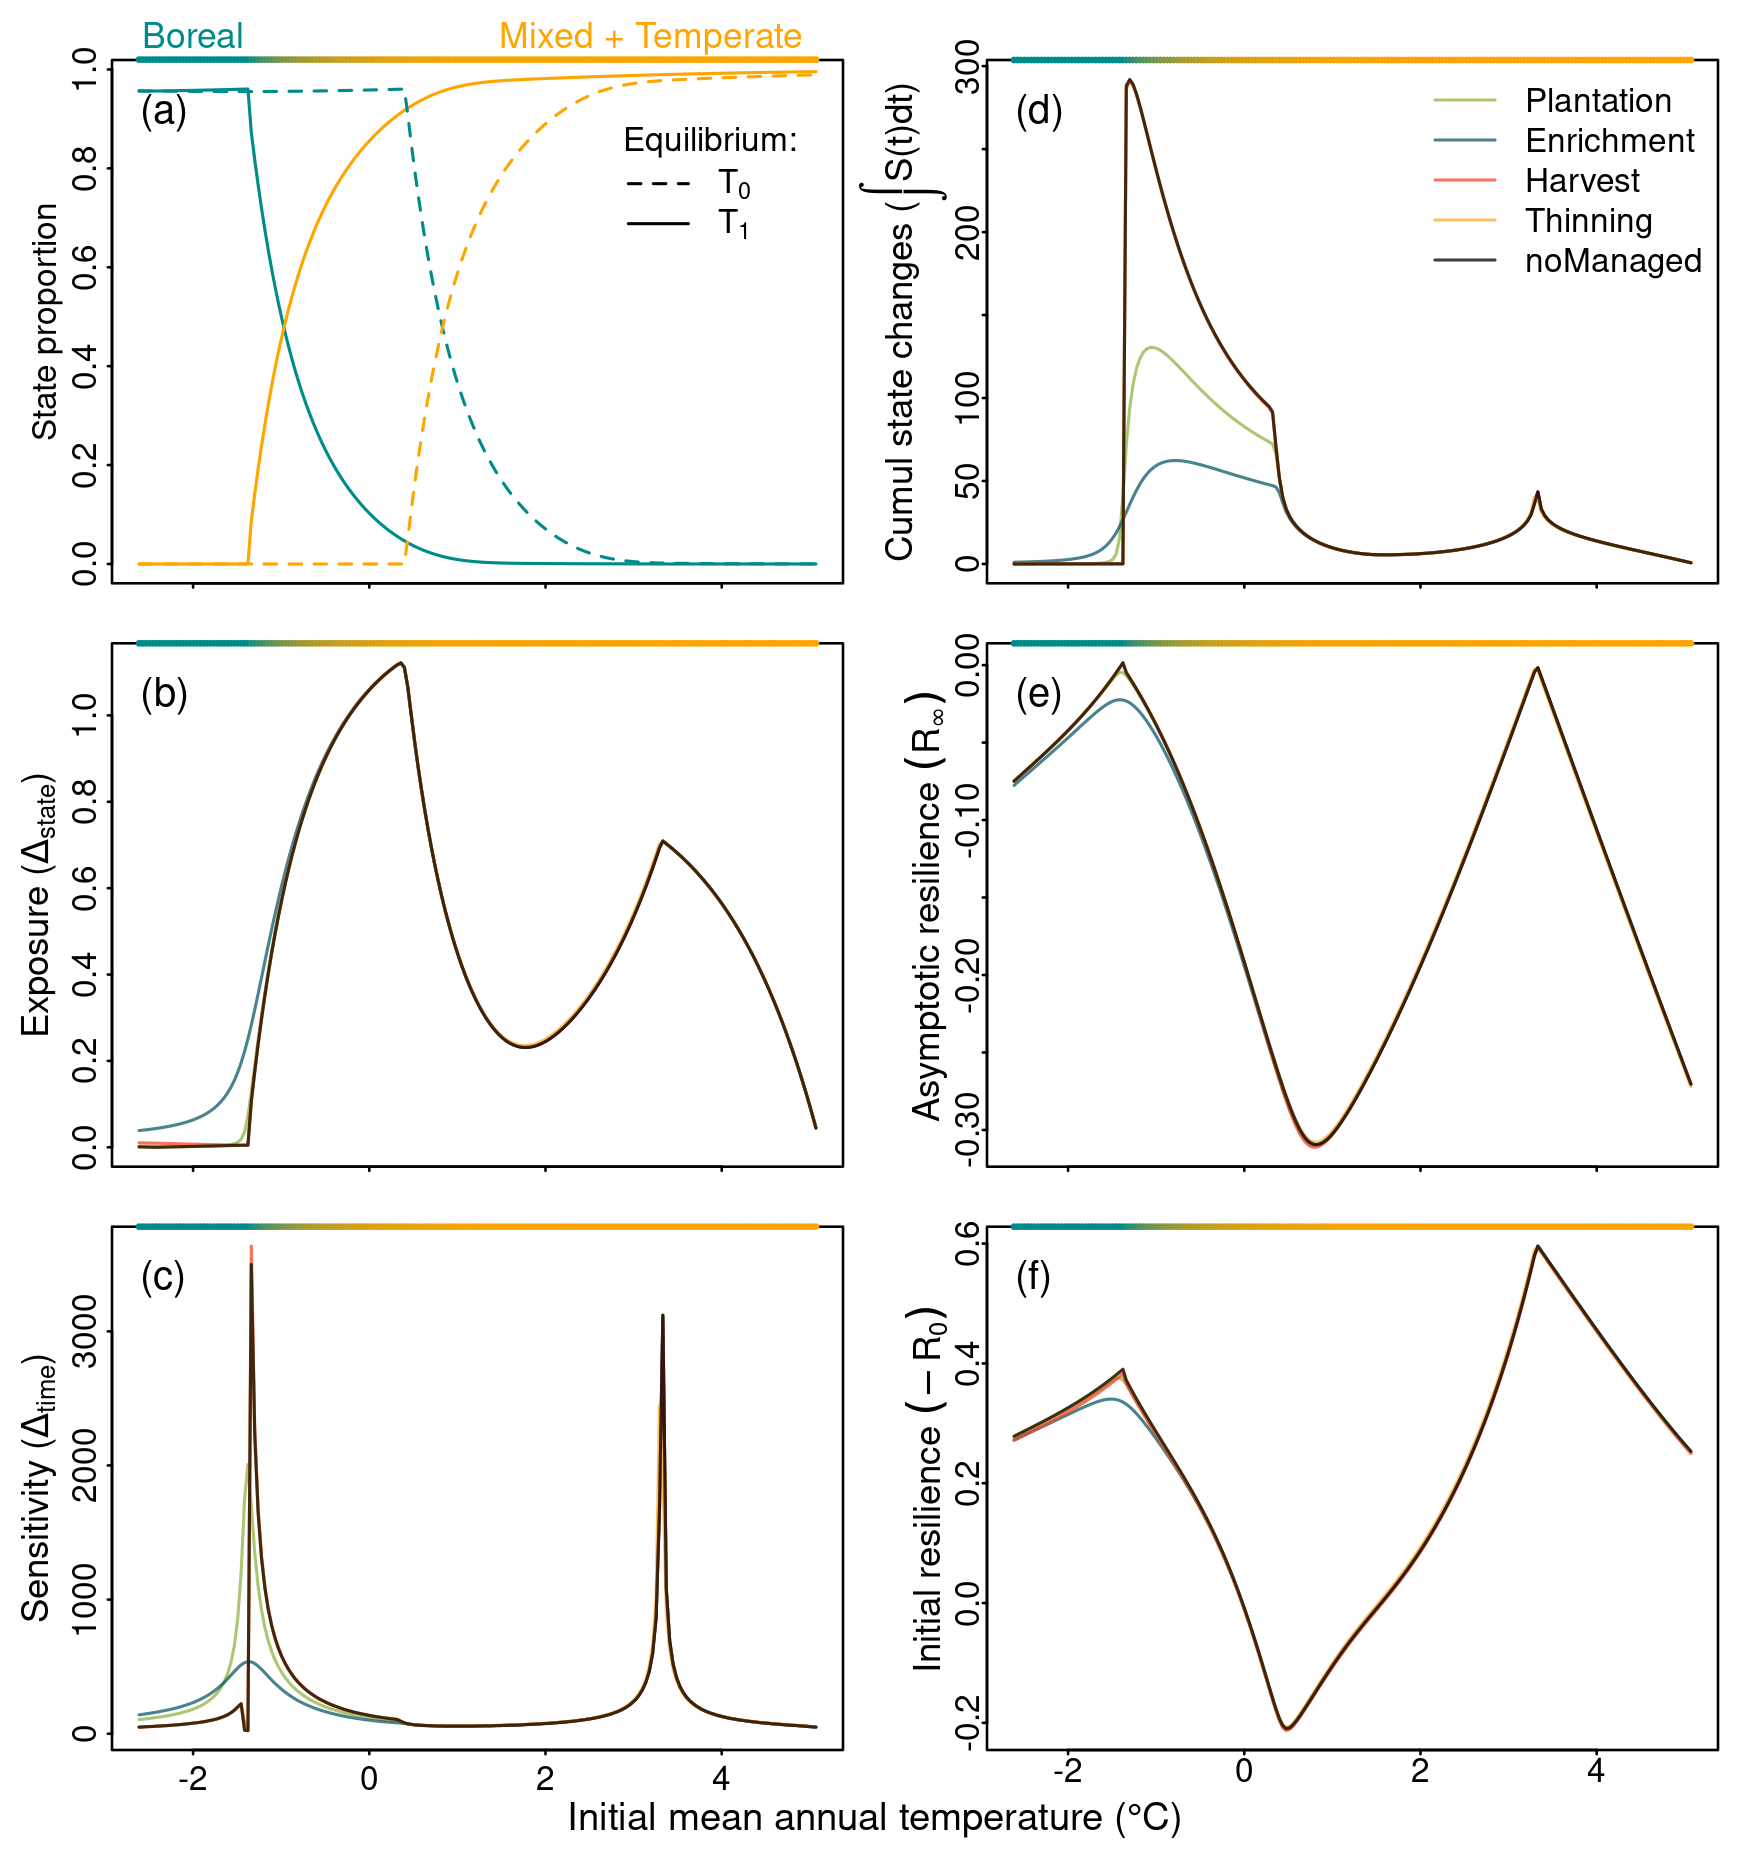 Boreal
Mixed + Temperate
(a)
Equilibrium:
T0
T1
State proportion
0.0
0.2
0.4
0.6
0.8
1.0
(d)
Plantation
Enrichment
Harvest
Thinning
noManaged
Cumul state changes (∫S(t)dt)
0
50
100
200
300
(b)
Exposure (Δstate)
0.0
0.2
0.4
0.6
0.8
1.0
(e)
Asymptotic resilience (R∞)
-0.30
-0.20
-0.10
0.00
(c)
Sensitivity (Δtime)
0
1000
2000
3000
-2
0
2
4
(f)
Initial resilience (−R0)
-0.2
0.0
0.2
0.4
0.6
-2
0
2
4
Initial mean annual temperature (°C)